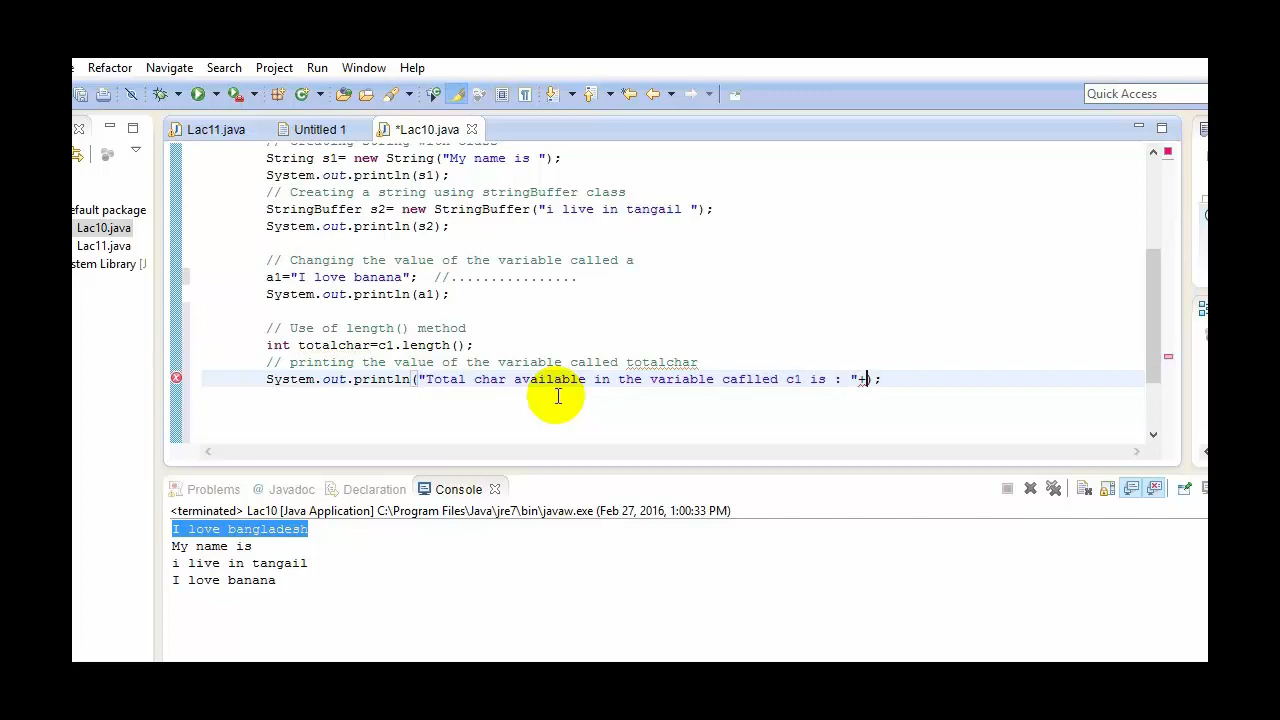 e Refactor Navigate Search Project Run Window Help
Quick Access
Lac11.java Untitled 1 *Lac10.java
efault package
Lac10.java
Lac11.java
stem Library [J
// Creating String with Class
String s1= new String("My name is ");
System.out.println(s1);
// Creating a string using stringBuffer class
StringBuffer s2= new StringBuffer("i live in tangail ");
System.out.println(s2);
// Changing the value of the variable called a
a1="I love banana"; //................
System.out.println(a1);
// Use of length() method
int totalchar=c1.length();
// printing the value of the variable called totalchar
System.out.println("Total char available in the variable caflled c1 is : "+);
Problems @ Javadoc Declaration Console
<terminated> Lac10 [Java Application] C:\Program Files\Java\jre7\bin\javaw.exe (Feb 27, 2016, 1:00:33 PM)
I love bangladesh
My name is
i live in tangail
I love banana